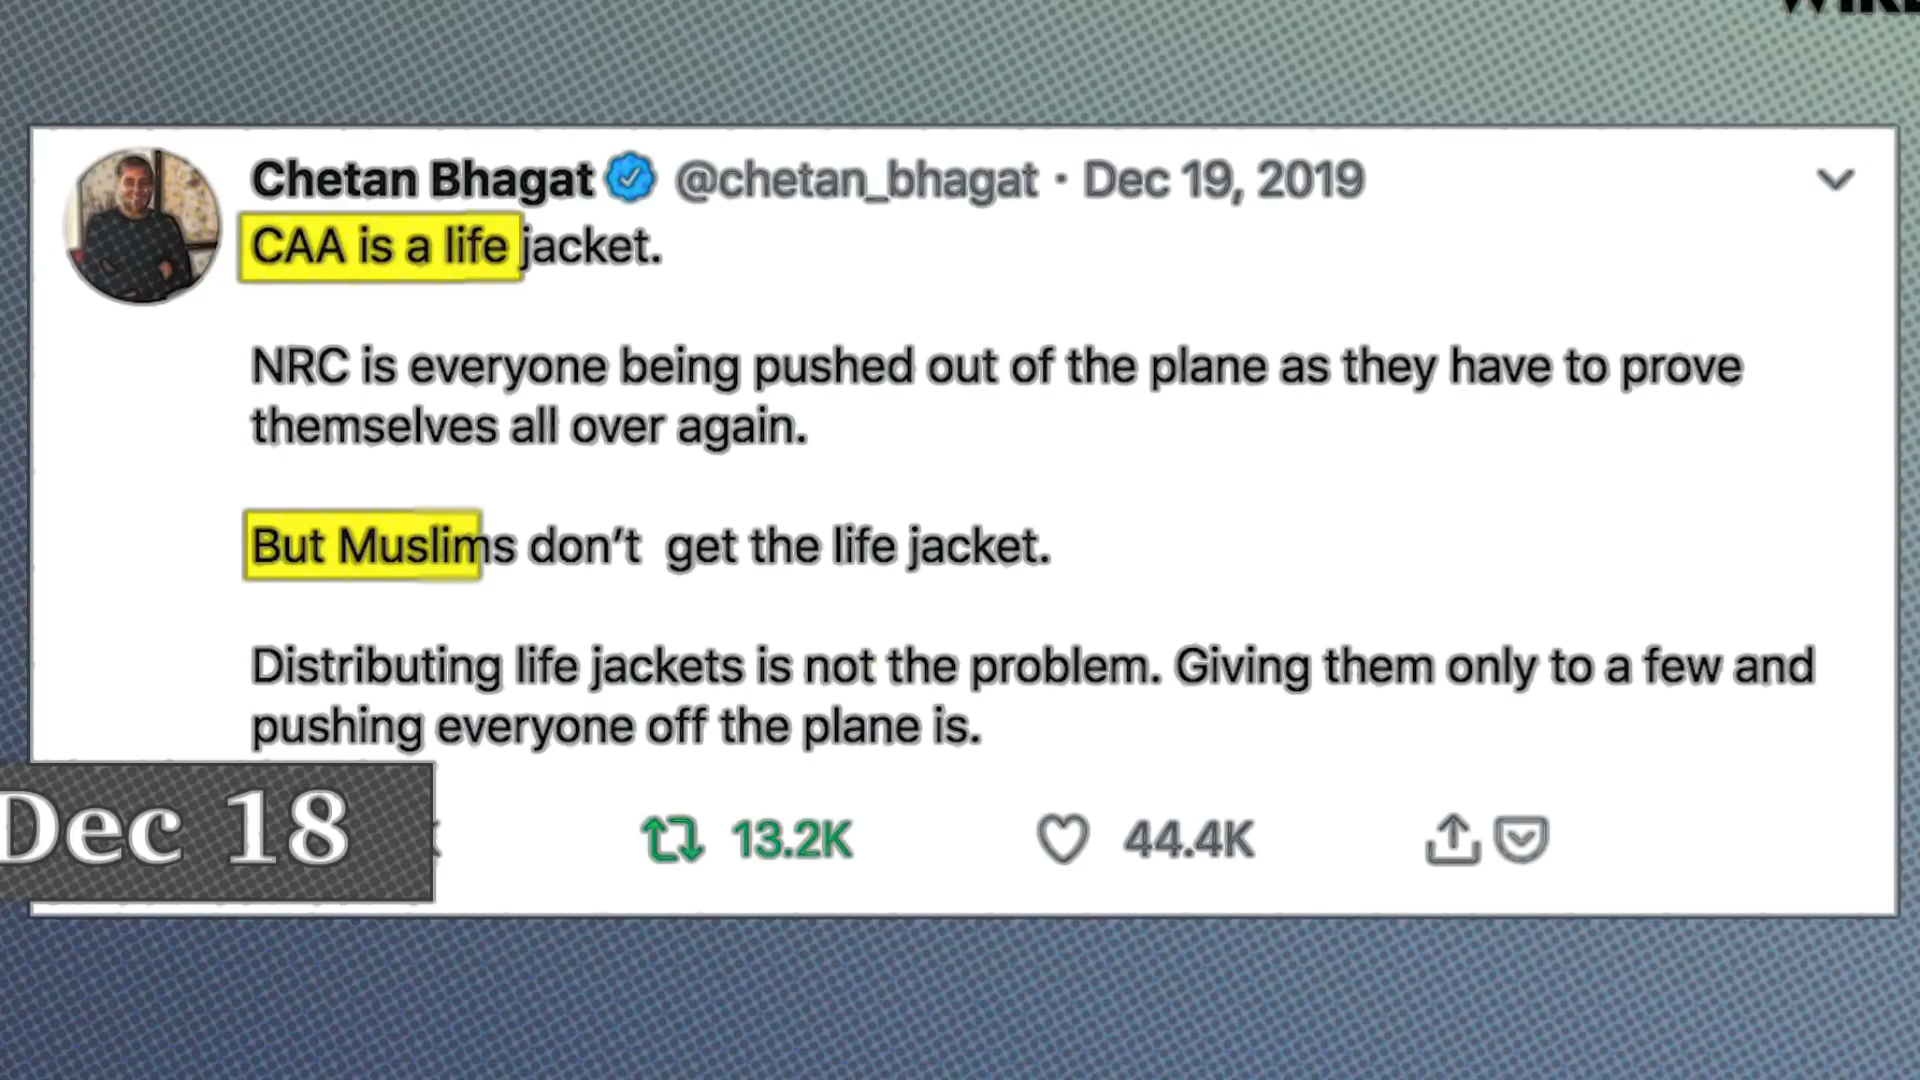 Chetan Bhagat @chetan_bhagat · Dec 19, 2019
CAA is a life jacket.
NRC is everyone being pushed out of the plane as they have to prove
themselves all over again.
But Muslims don’t get the life jacket.
Distributing life jackets is not the problem. Giving them only to a few and
pushing everyone off the plane is.
Dec 18
13.2K 44.4K